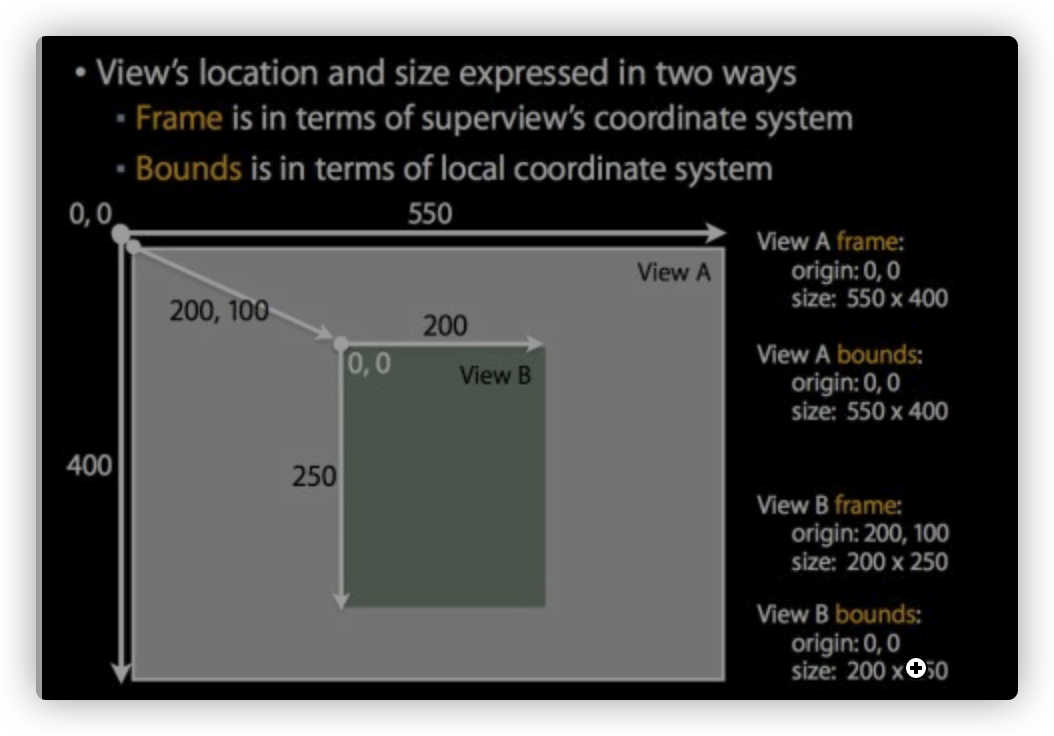 • View's location and size expressed in two ways
▪ Frame is in terms of superview's coordinate system
▪ Bounds is in terms of local coordinate system
0, 0
550
View A
200, 100
200
0, 0
View B
400
250
View A frame:
origin: 0, 0
size: 550 x 400
View A bounds:
origin: 0, 0
size: 550 x 400
View B frame:
origin: 200, 100
size: 200 x 250
View B bounds:
origin: 0, 0
size: 200 x